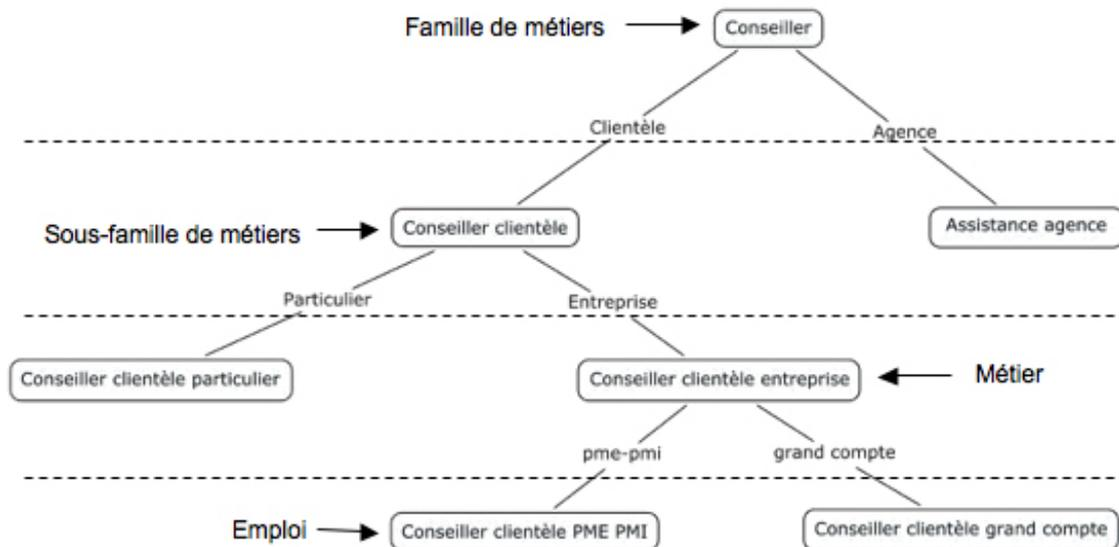 Famille de métiers
Conseiller
Clientèle
Agence
Sous-famille de métiers
Conseiller clientèle
Assistance agence
Particulier
Entreprise
Conseiller clientèle particulier
Conseiller clientèle entreprise
Métier
pme-pmi
grand compte
Emploi
Conseiller clientèle PME PMI
Conseiller clientèle grand compte